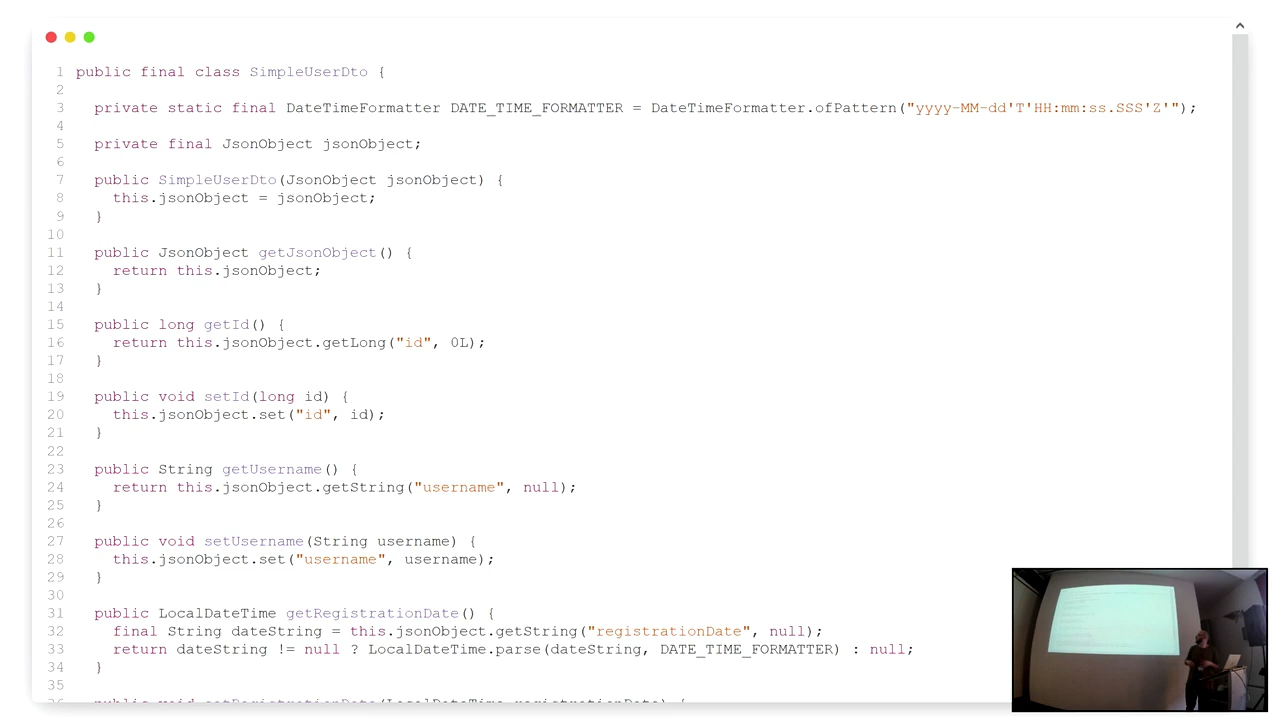 1 public final class SimpleUserDto {
2
3 private static final DateTimeFormatter DATE_TIME_FORMATTER = DateTimeFormatter.ofPattern("yyyy-MM-dd'T'HH:mm:ss.SSS'Z'");
4
5 private final JsonObject jsonObject;
6
7 public SimpleUserDto(JsonObject jsonObject) {
8 this.jsonObject = jsonObject;
9 }
10
11 public JsonObject getJsonObject() {
12 return this.jsonObject;
13 }
14
15 public long getId() {
16 return this.jsonObject.getLong("id", 0L);
17 }
18
19 public void setId(long id) {
20 this.jsonObject.set("id", id);
21 }
22
23 public String getUsername() {
24 return this.jsonObject.getString("username", null);
25 }
26
27 public void setUsername(String username) {
28 this.jsonObject.set("username", username);
29 }
30
31 public LocalDateTime getRegistrationDate() {
32 final String dateString = this.jsonObject.getString("registrationDate", null);
33 return dateString != null ? LocalDateTime.parse(dateString, DATE_TIME_FORMATTER) : null;
34 }
35
36 public void setRegistrationDate(LocalDateTime registrationDate) {